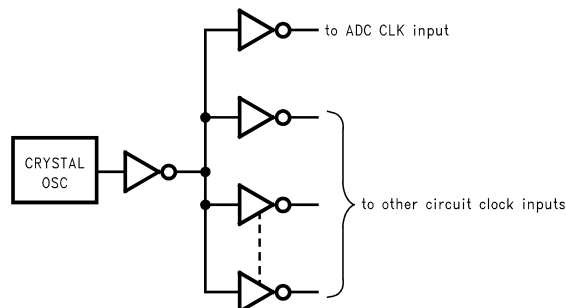 to ADC CLK input
CRYSTAL
OSC
to other circuit clock inputs